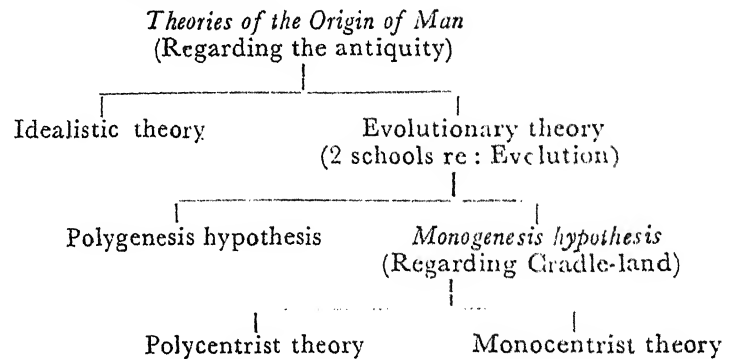 Theories of the Origin of Man
(Regarding the antiquity)
Idealistic theory Evolutionary theory
(2 schools re : Evolution)
Polygenesis hypothesis Monogenesis hypothesis
(Regarding Cradle-land)
Polycentrist theory Monocentrist theory